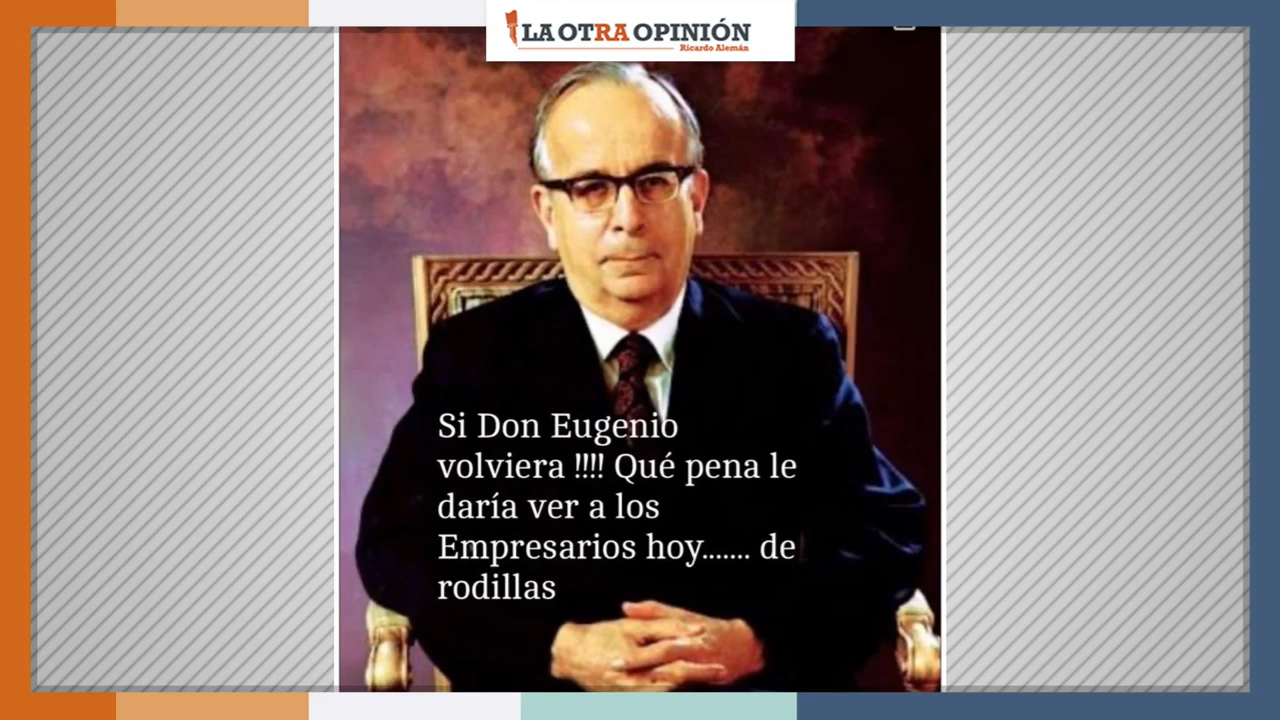 LA OTRA OPINIÓN
Ricardo Alemán
Si Don Eugenio
volviera !!!! Qué pena le
daría ver a los
Empresarios hoy....... de
rodillas